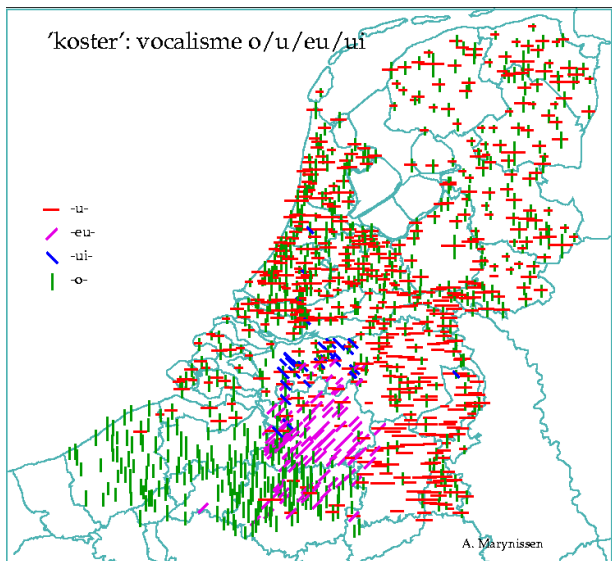 'koster': vocalisme o/u/eu/ui
-u-
-eu-
-ui-
-o-
A. Marynissen